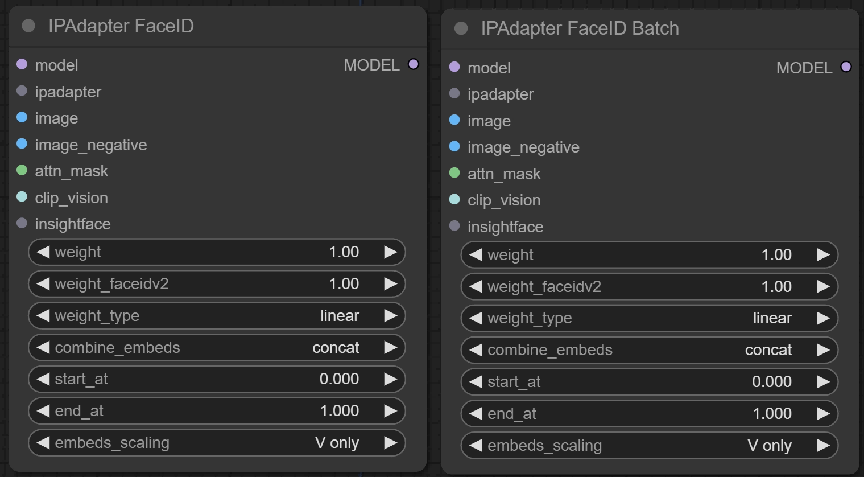 IPAdapter FaceID
model MODEL
ipadapter
image
image_negative
attn_mask
clip_vision
insightface
weight 1.00
weight_faceidv2 1.00
weight_type linear
combine_embeds concat
start_at 0.000
end_at 1.000
embeds_scaling V only
IPAdapter FaceID Batch
model MODEL
ipadapter
image
image_negative
attn_mask
clip_vision
insightface
weight 1.00
weight_faceidv2 1.00
weight_type linear
combine_embeds concat
start_at 0.000
end_at 1.000
embeds_scaling V only